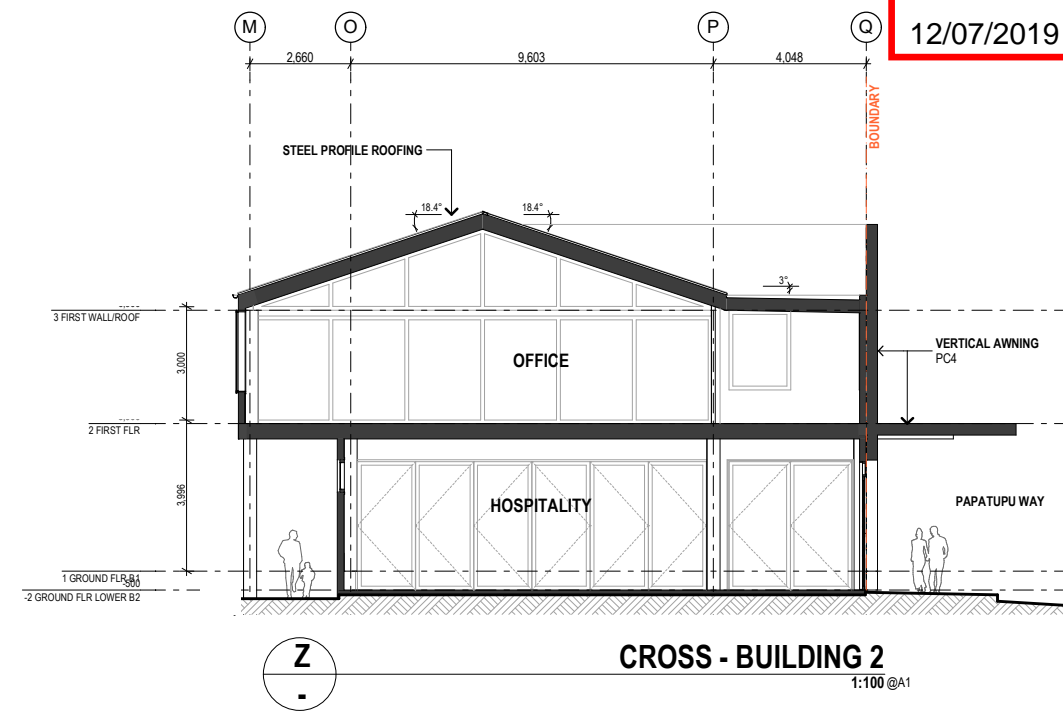 M O P Q
12/07/2019
2,660 9,603 4,048
BOUNDARY
STEEL PROFILE ROOFING
18.4° 18.4°
3°
3 FIRST WALL/ROOF
3,000
OFFICE
VERTICAL AWNING
PC4
2 FIRST FLR
3,996
HOSPITALITY
PAPATUPU WAY
1 GROUND FLR B1
-500
-2 GROUND FLR LOWER B2
Z
-
CROSS - BUILDING 2
1:100 @A1